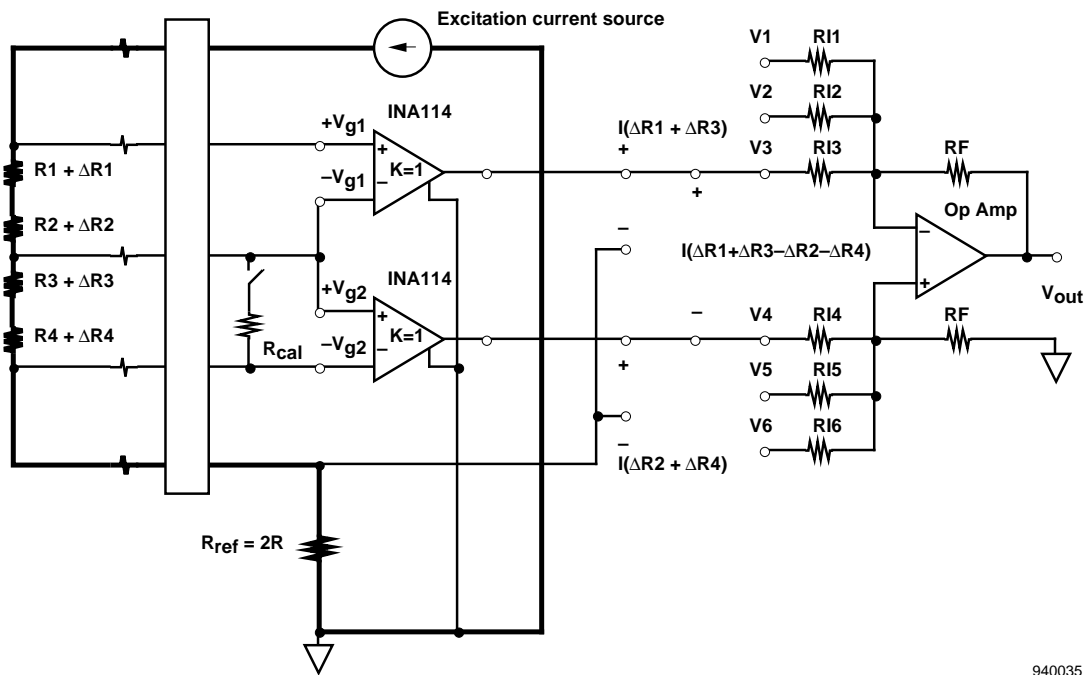 Excitation current source
V1
RI1
INA114
V2
RI2
+Vg1
I(ΔR1 + ΔR3)
+
K=1
–
+
V3
RI3
RF
R1 + ΔR1
–Vg1
+
Op Amp
R2 + ΔR2
–
I(ΔR1+ΔR3–ΔR2–ΔR4)
–
+
R3 + ΔR3
INA114
+Vg2
Vout
R4 + ΔR4
+
K=1
–
–
V4
RI4
RF
Rcal
–Vg2
+
V5
RI5
V6
RI6
–
I(ΔR2 + ΔR4)
Rref = 2R
940035